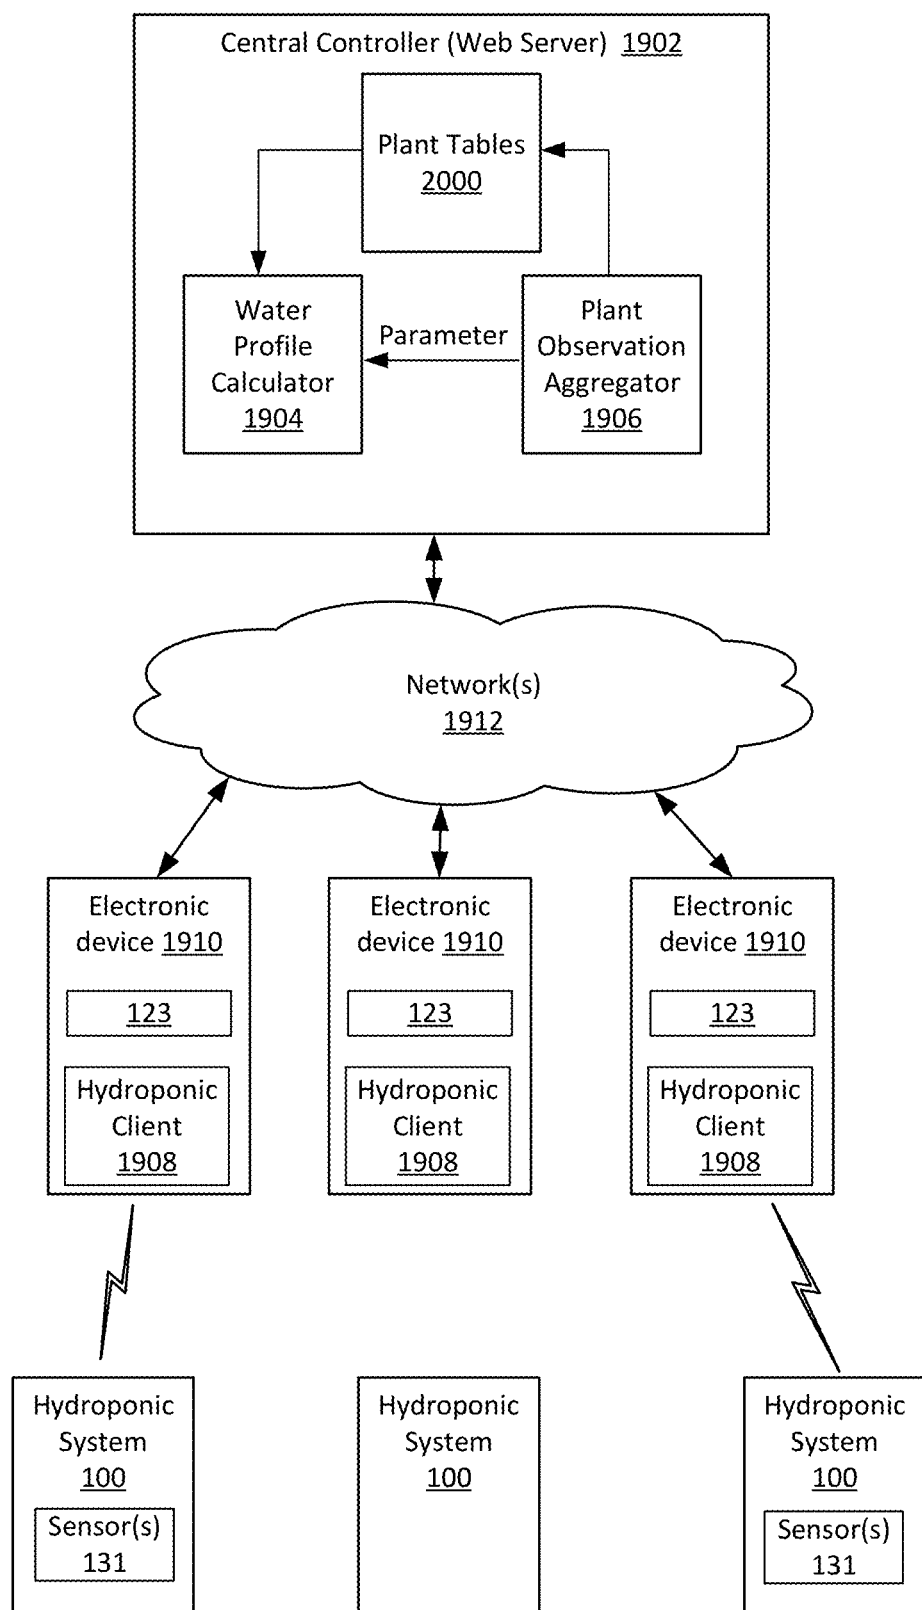 Central Controller (Web Server) 1902
Plant Tables
2000
Water
Profile
Calculator
1904
Parameter
Plant
Observation
Aggregator
1906
Network(s)
1912
Electronic
device 1910
123
Hydroponic
Client
1908
Electronic
device 1910
123
Hydroponic
Client
1908
Electronic
device 1910
123
Hydroponic
Client
1908
Hydroponic
System
100
Sensor(s)
131
Hydroponic
System
100
Hydroponic
System
100
Sensor(s)
131